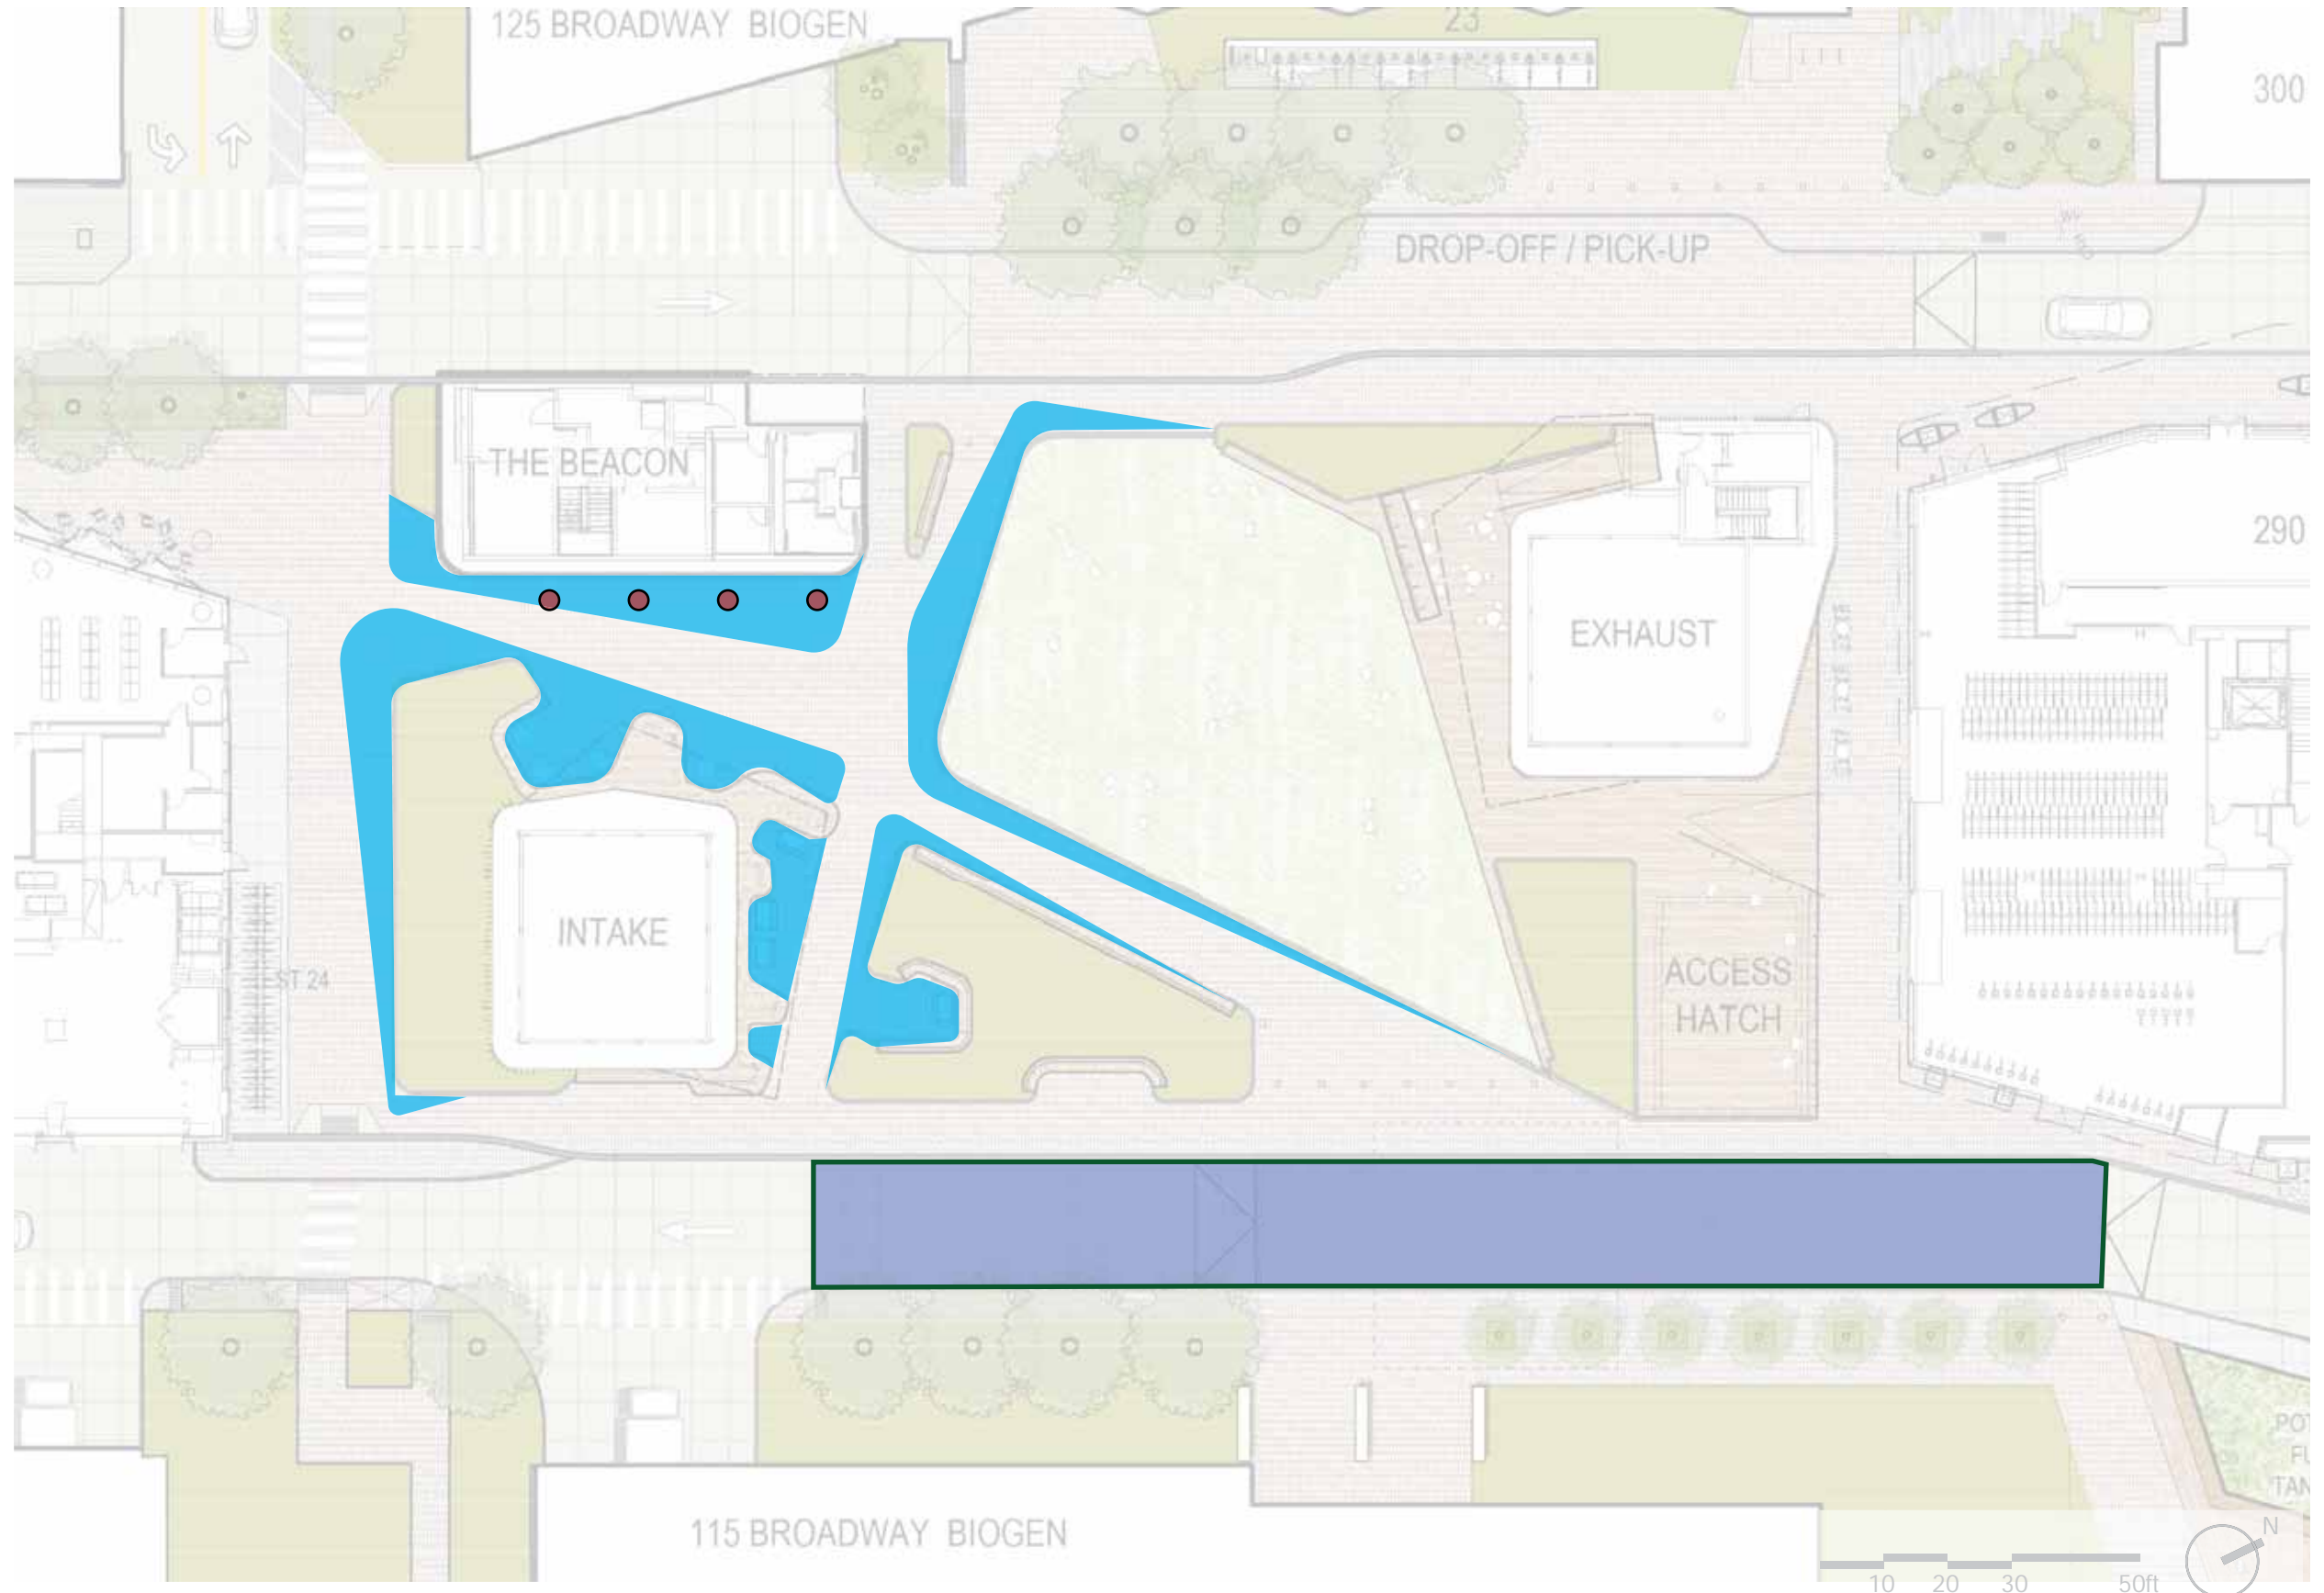 125 BROADWAY BIOGEN
23
300
DROP-OFF / PICK-UP
THE BEACON
290
EXHAUST
INTAKE
ST 24
ACCESS
HATCH
115 BROADWAY BIOGEN
N
10 20 30 50ft